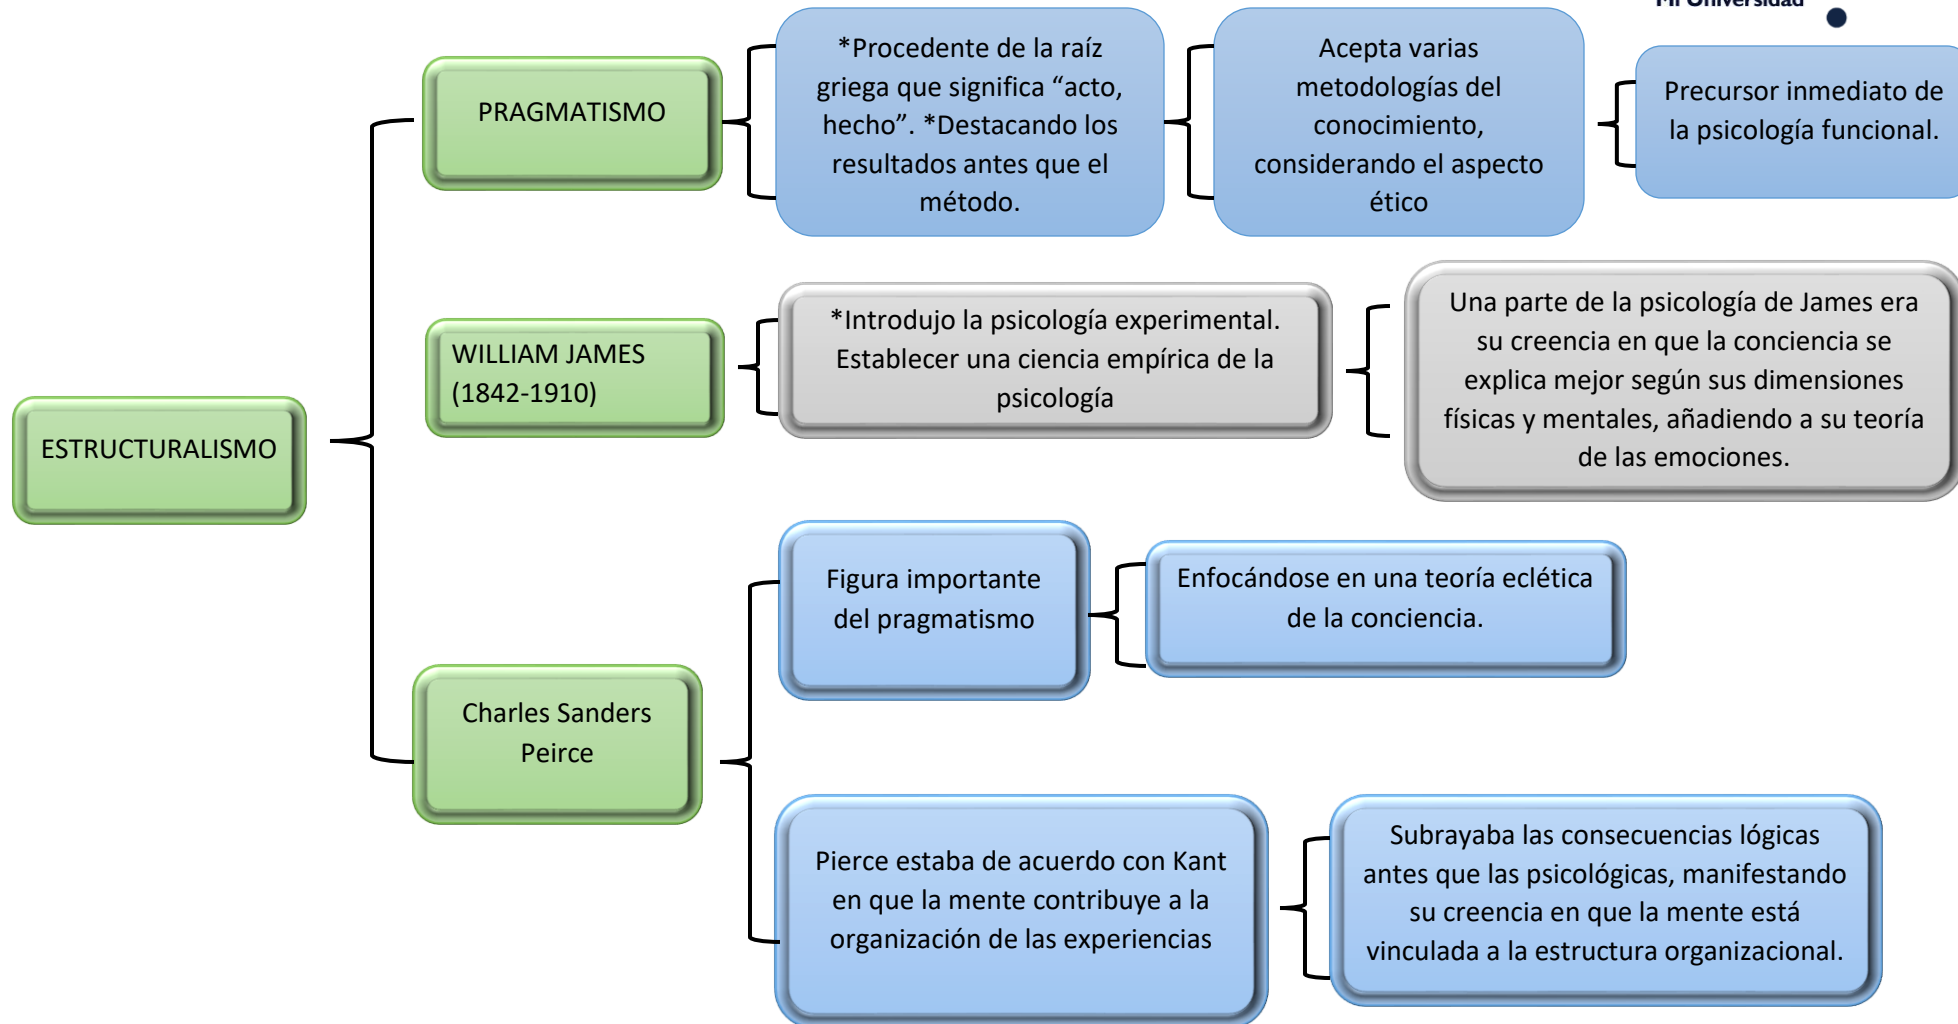 Mi Universidad
PRAGMATISMO
*Procedente de la raíz
griega que significa “acto,
hecho”. *Destacando los
resultados antes que el
método.
Acepta varias
metodologías del
conocimiento,
considerando el aspecto
ético
Precursor inmediato de
la psicología funcional.
ESTRUCTURALISMO
WILLIAM JAMES
(1842-1910)
*Introdujo la psicología experimental.
Establecer una ciencia empírica de la
psicología
Una parte de la psicología de James era
su creencia en que la conciencia se
explica mejor según sus dimensiones
físicas y mentales, añadiendo a su teoría
de las emociones.
Charles Sanders
Peirce
Figura importante
del pragmatismo
Enfocándose en una teoría eclética
de la conciencia.
Pierce estaba de acuerdo con Kant
en que la mente contribuye a la
organización de las experiencias
Subrayaba las consecuencias lógicas
antes que las psicológicas, manifestando
su creencia en que la mente está
vinculada a la estructura organizacional.